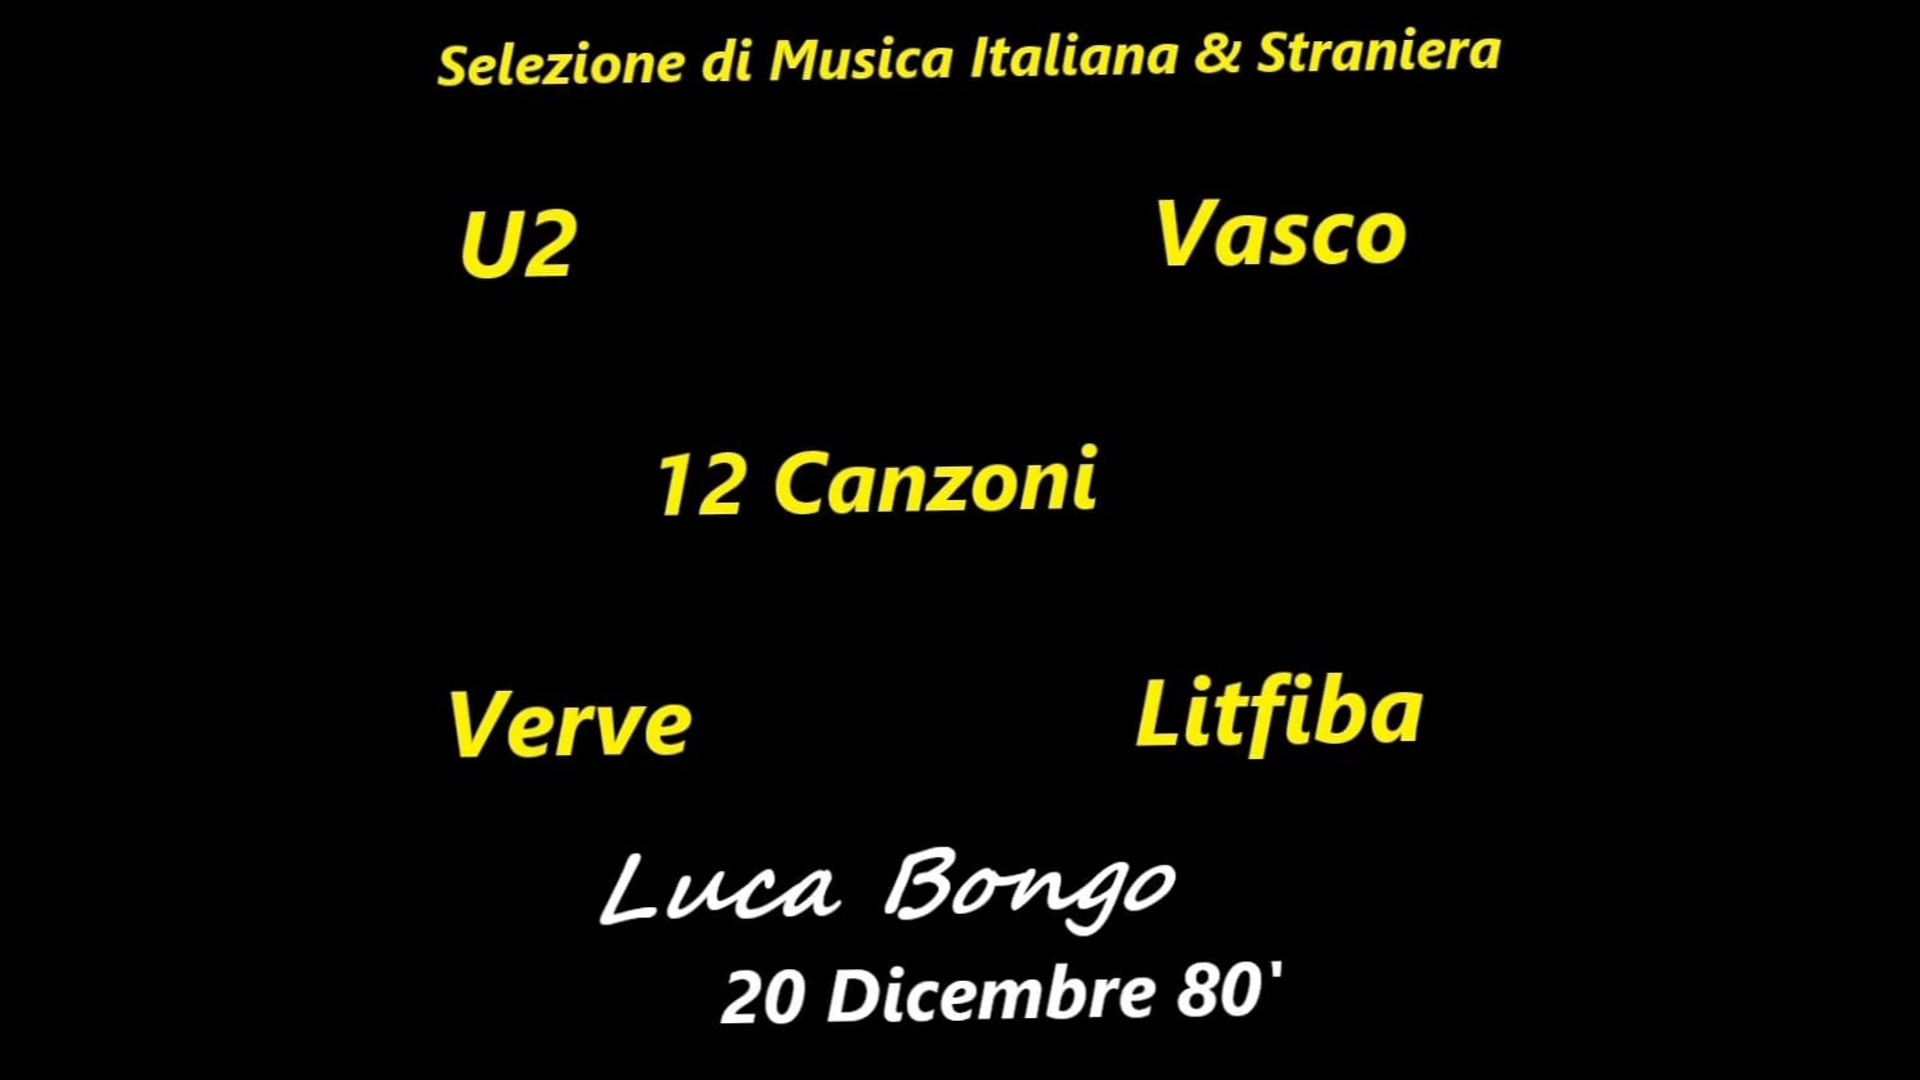 Selezione di Musica Italiana & Straniera
U2
Vasco
12 Canzoni
Verve
Litfiba
Luca Bongo
20 Dicembre 80'